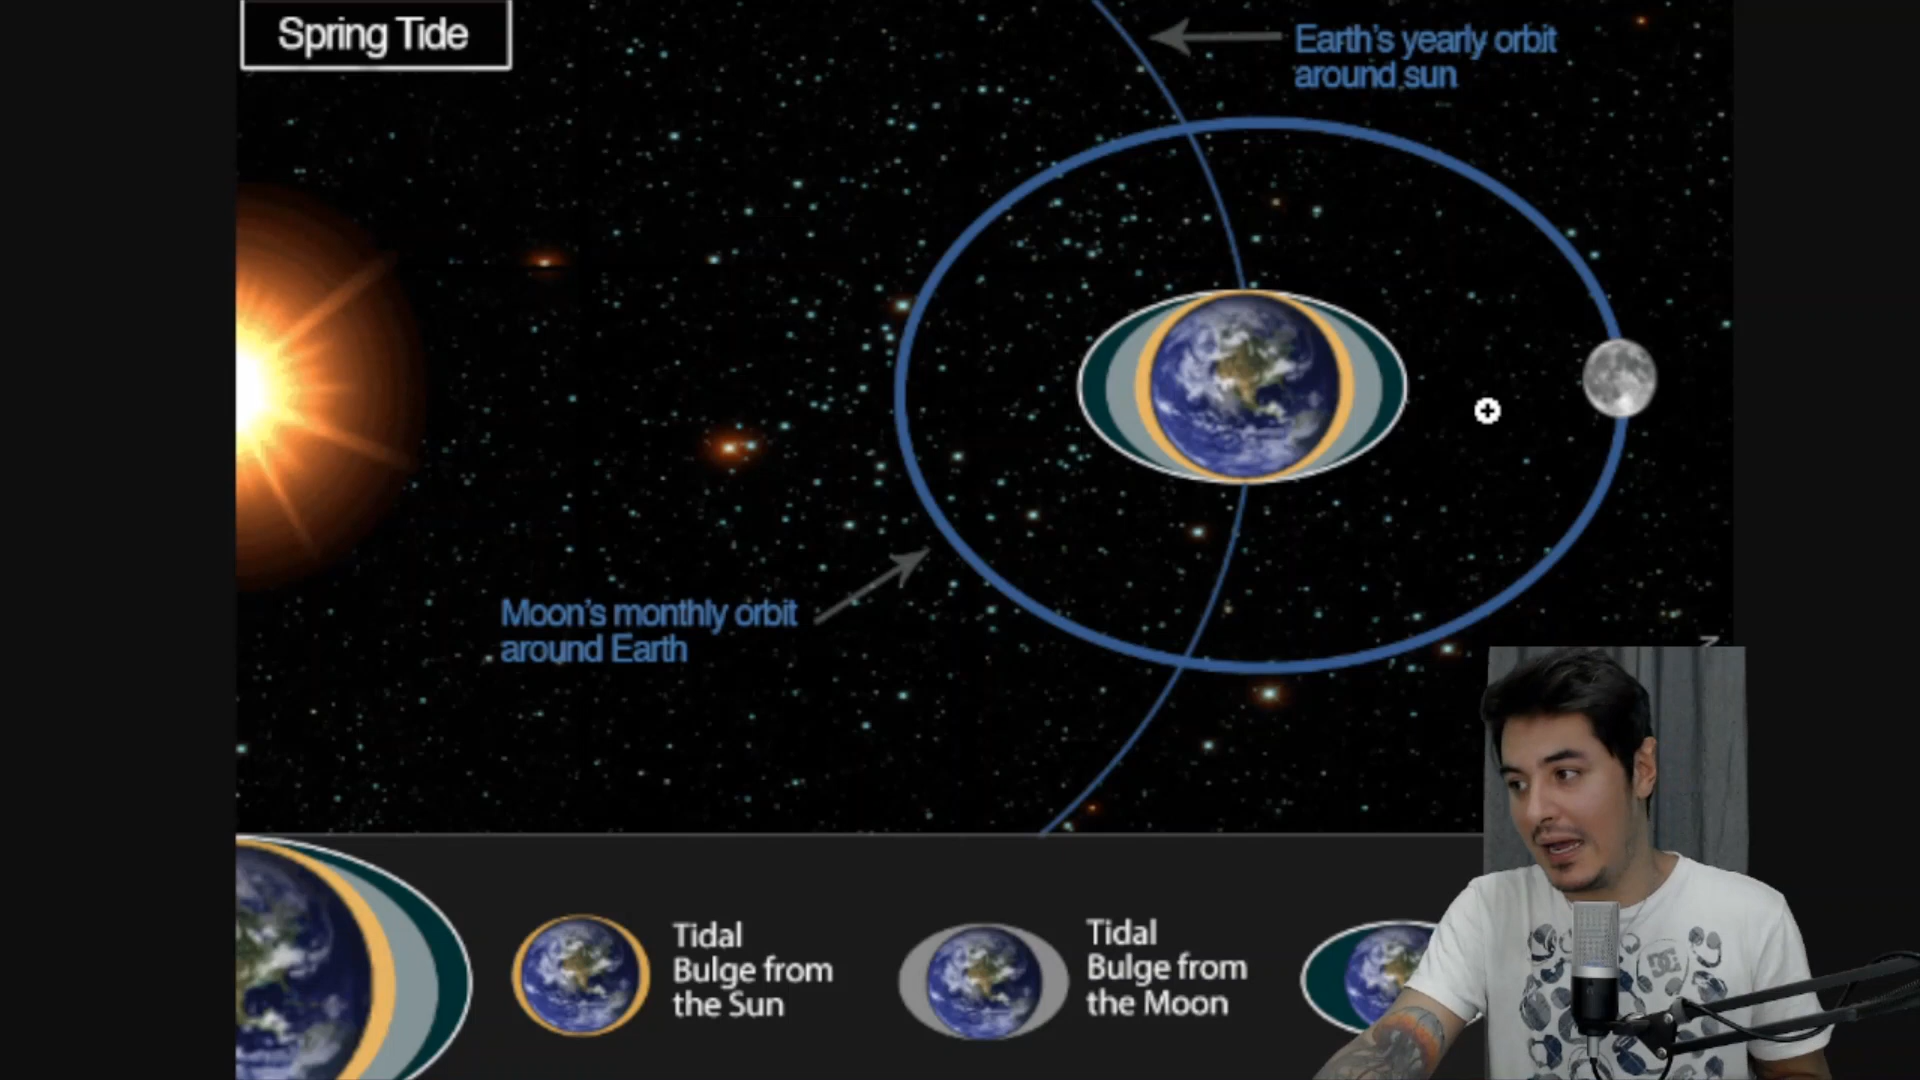 Spring Tide
Earth's yearly orbit
around sun
Moon's monthly orbit
around Earth
Tidal
Bulge from
the Sun
Tidal
Bulge from
the Moon